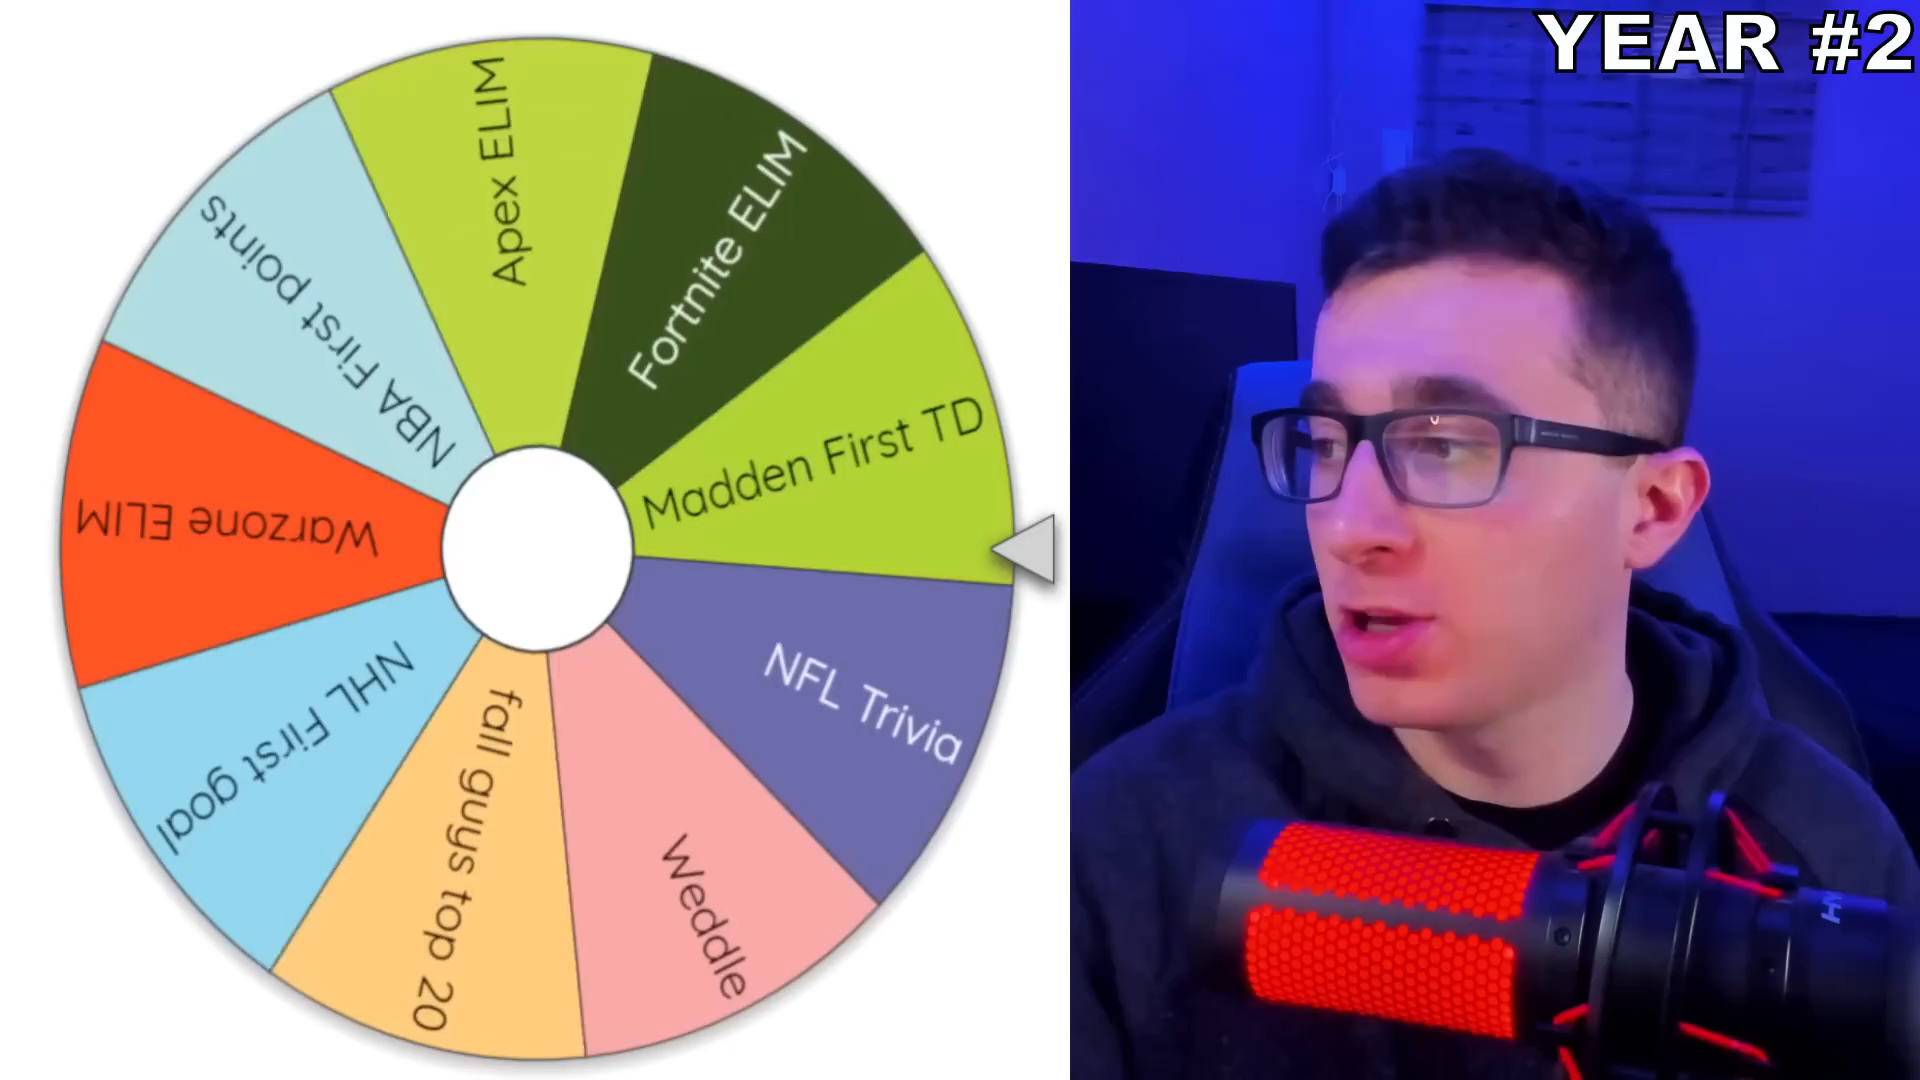 YEAR #2
Apex ELIM
Fortnite ELIM
Madden First TD
NFL Trivia
Weddle
fall guys top 20
NHL First goal
Warzone ELIM
NBA First points